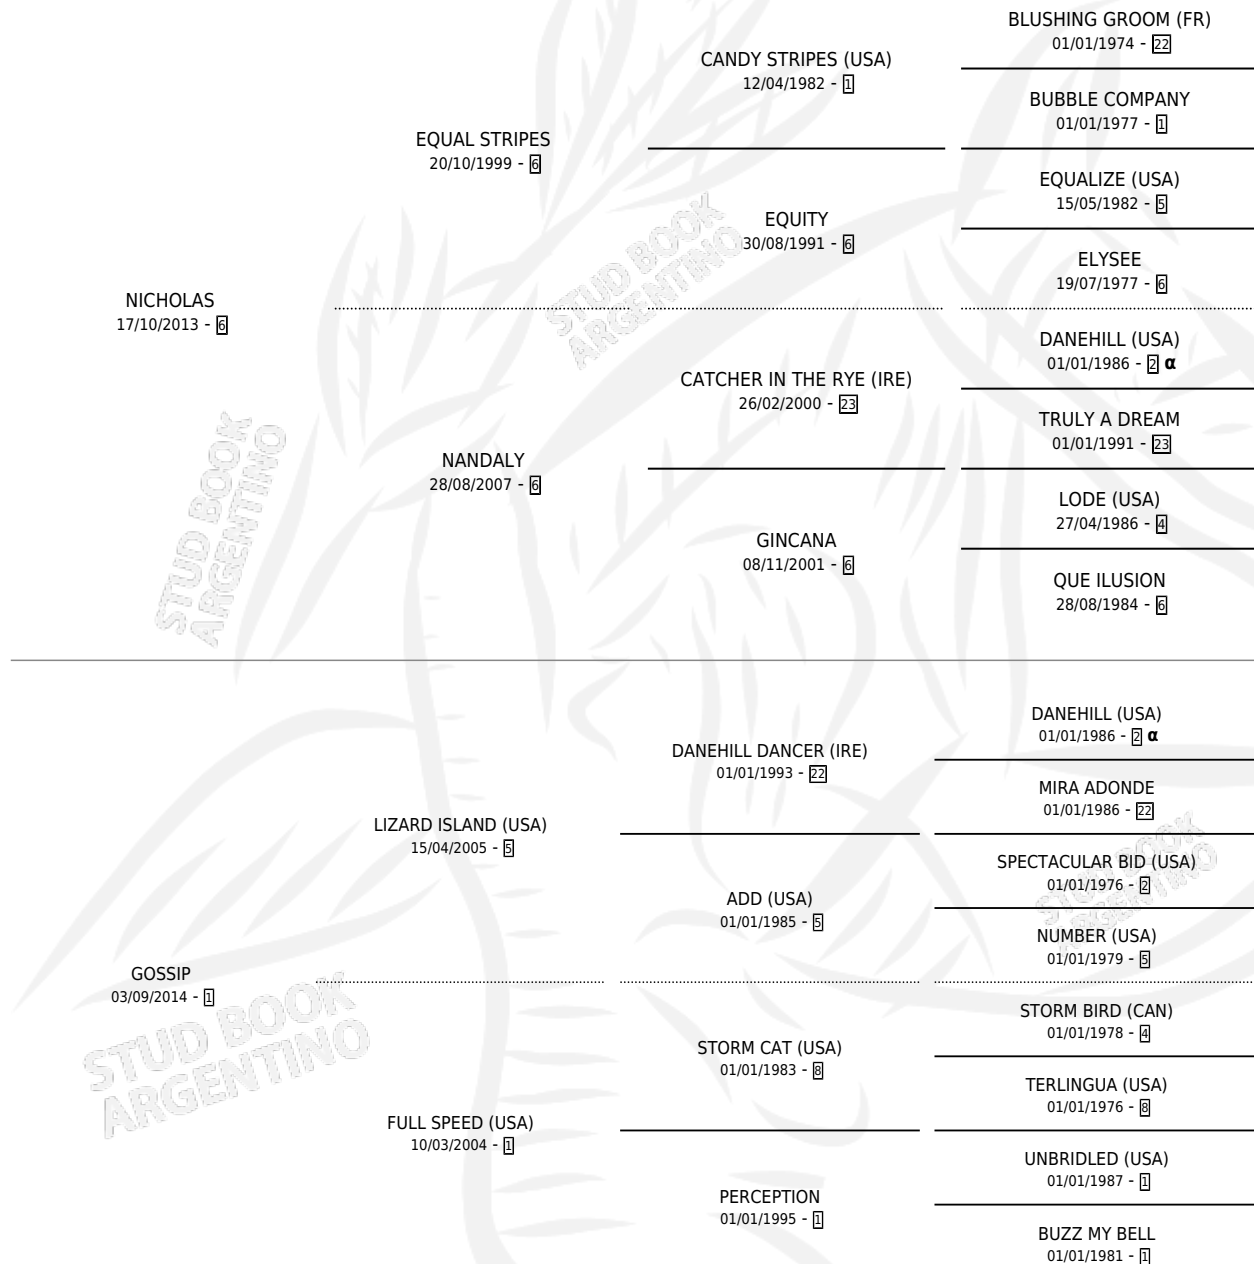 BLUSHING GROOM (FR)
01/01/1974 - 22
CANDY STRIPES (USA)
12/04/1982 - 1
BUBBLE COMPANY
01/01/1977 - 1
EQUAL STRIPES
20/10/1999 - 6
EQUALIZE (USA)
15/05/1982 - 5
EQUITY
30/08/1991 - 6
ELYSEE
19/07/1977 - 6
NICHOLAS
17/10/2013 - 6
DANEHILL (USA)
01/01/1986 - 2 α
CATCHER IN THE RYE (IRE)
26/02/2000 - 23
TRULY A DREAM
01/01/1991 - 23
NANDALY
28/08/2007 - 6
LODE (USA)
27/04/1986 - 4
GINCANA
08/11/2001 - 6
QUE ILUSION
28/08/1984 - 6
DANEHILL (USA)
01/01/1986 - 2 α
DANEHILL DANCER (IRE)
01/01/1993 - 22
MIRA ADONDE
01/01/1986 - 22
LIZARD ISLAND (USA)
15/04/2005 - 5
SPECTACULAR BID (USA)
01/01/1976 - 2
ADD (USA)
01/01/1985 - 5
NUMBER (USA)
01/01/1979 - 5
GOSSIP
03/09/2014 - 1
STORM BIRD (CAN)
01/01/1978 - 4
STORM CAT (USA)
01/01/1983 - 8
TERLINGUA (USA)
01/01/1976 - 8
FULL SPEED (USA)
10/03/2004 - 1
UNBRIDLED (USA)
01/01/1987 - 1
PERCEPTION
01/01/1995 - 1
BUZZ MY BELL
01/01/1981 - 1
STUD BOOK
ARGENTINO
STUD BOOK
ARGENTINO
STUD BOOK
ARGENTINO
STUD BOOK
ARGENTINO